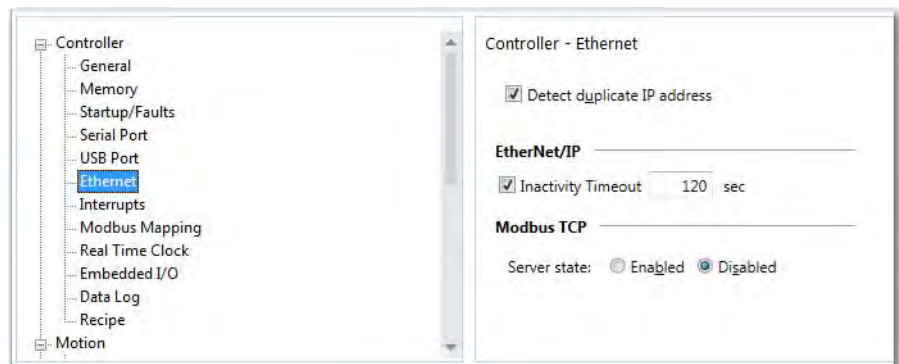 Controller
General
Memory
Startup/Faults
Serial Port
USB Port
Ethernet
Interrupts
Modbus Mapping
Real Time Clock
Embedded I/O
Data Log
Recipe
Motion
Controller - Ethernet
Detect duplicate IP address
EtherNet/IP
Inactivity Timeout 120 sec
Modbus TCP
Server state: Enabled Disabled